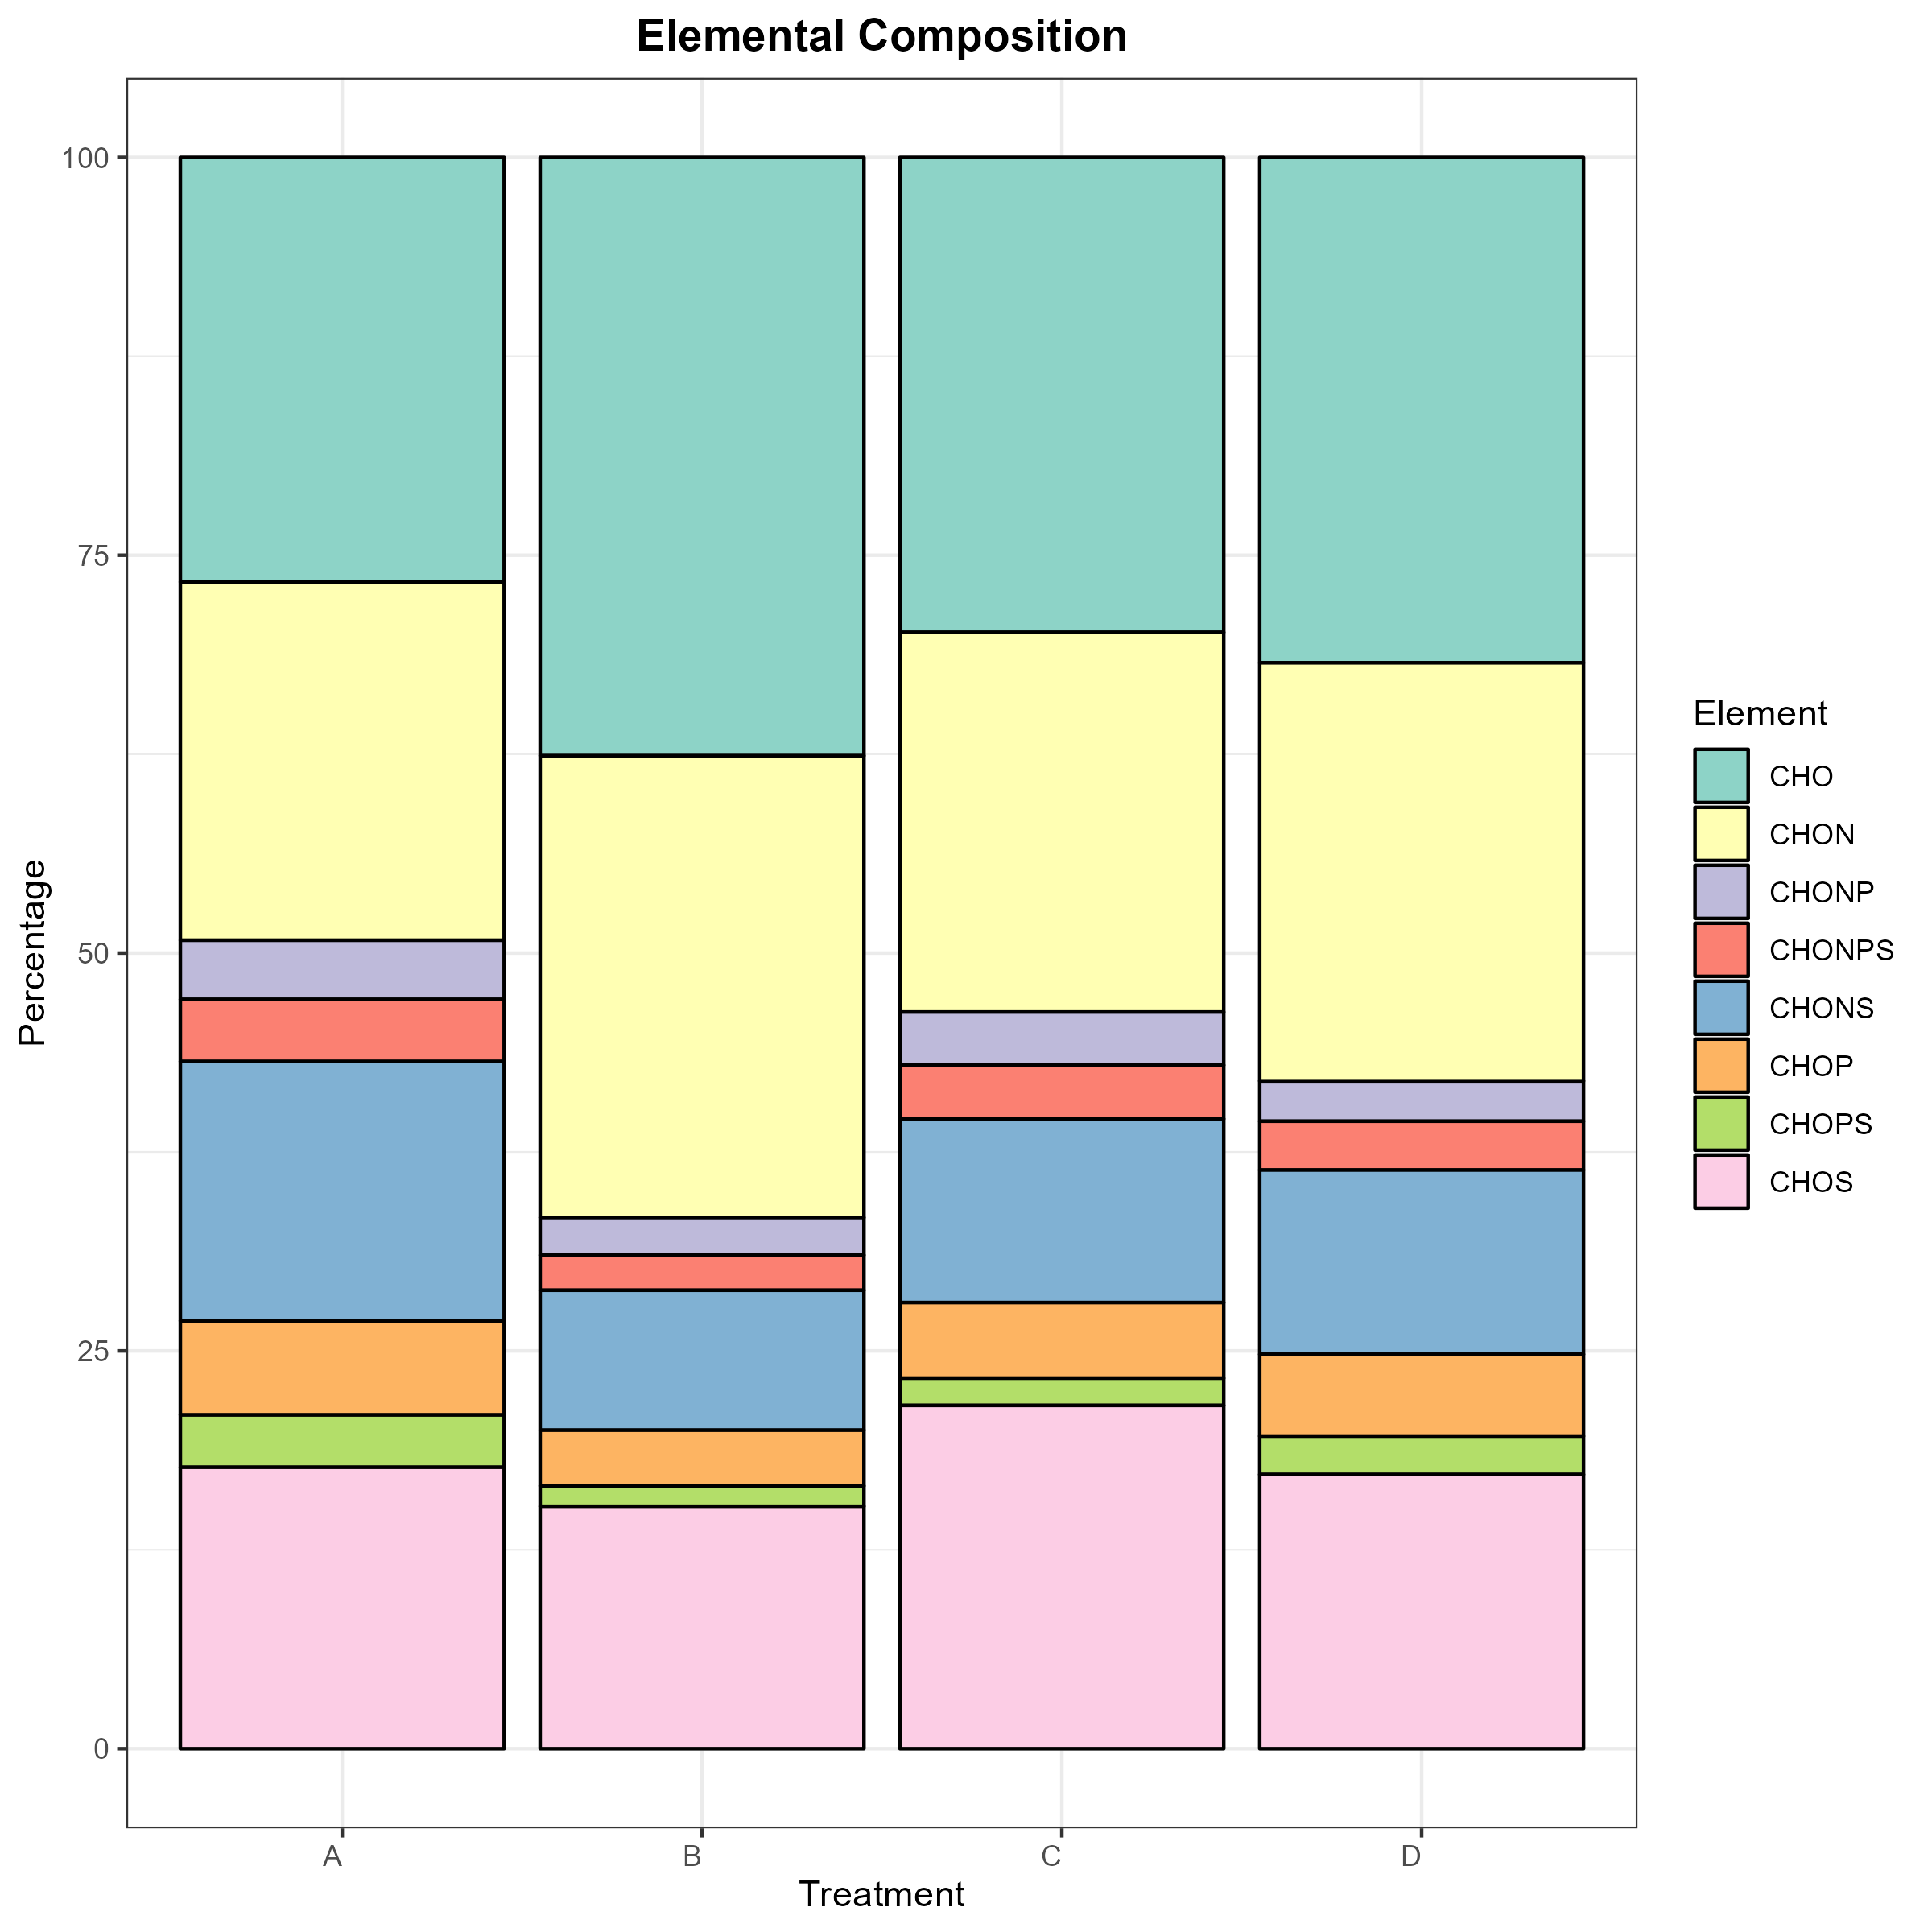 Elemental Composition
100
75
50
25
0
Percentage
A
B
C
D
Treatment
Element
CHO
CHON
CHONP
CHONPS
CHONS
CHOP
CHOPS
CHOS